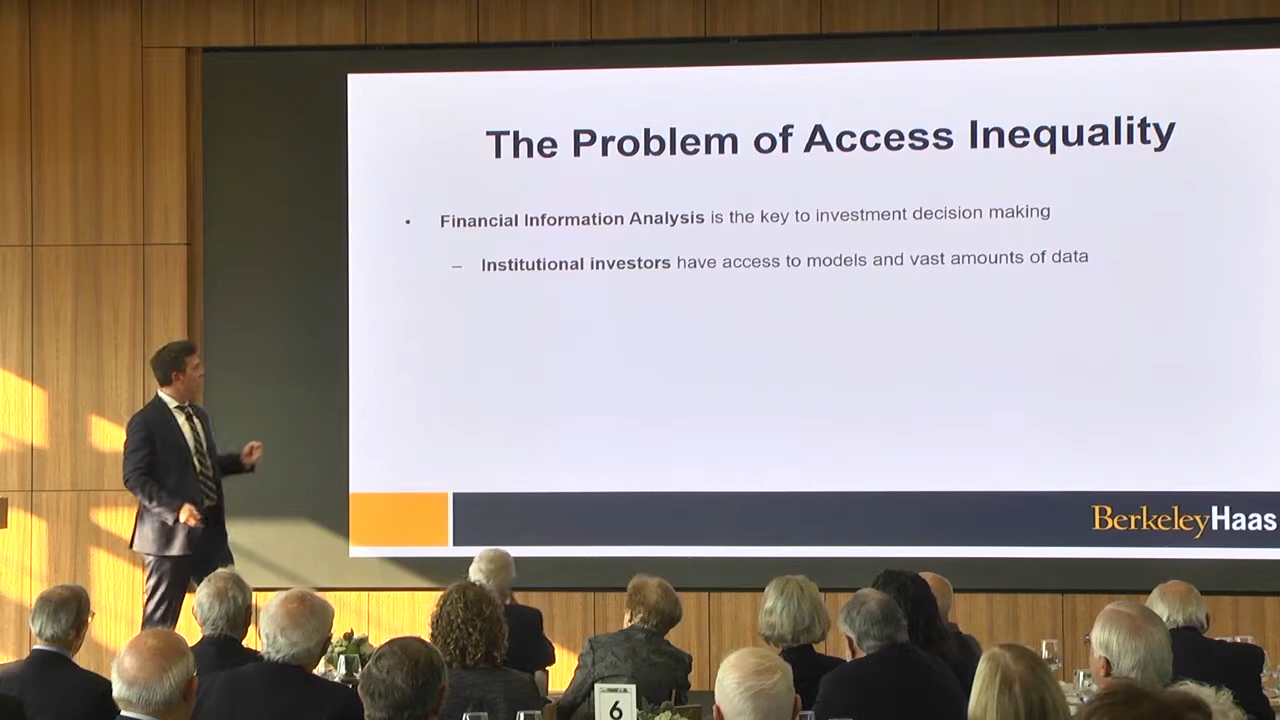 The Problem of Access Inequality
• Financial Information Analysis is the key to investment decision making
– Institutional investors have access to models and vast amounts of data
BerkeleyHaas
6